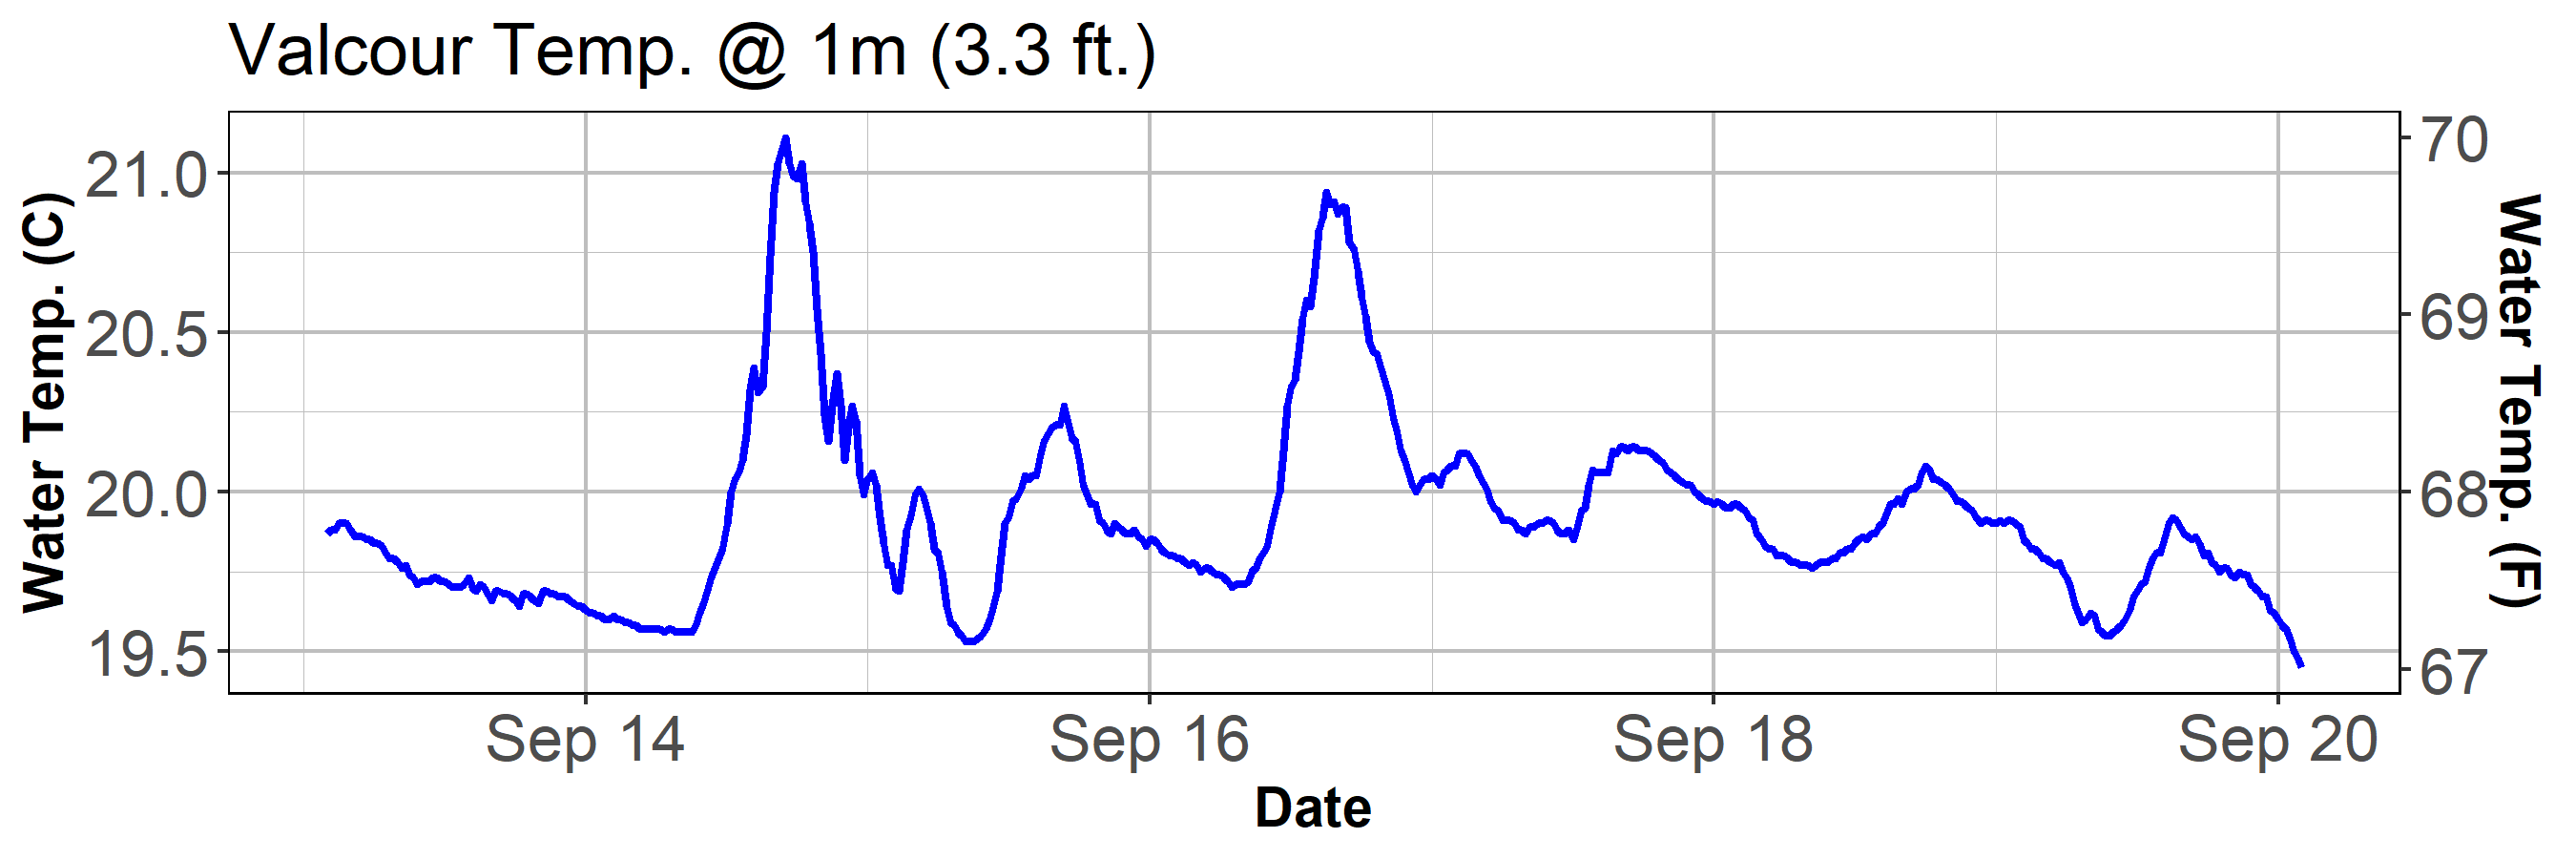 Valcour Temp. @ 1m (3.3 ft.)
Water Temp. (C)
21.0
20.5
20.0
19.5
70
69
68
67
Water Temp. (F)
Sep 14
Sep 16
Sep 18
Sep 20
Date